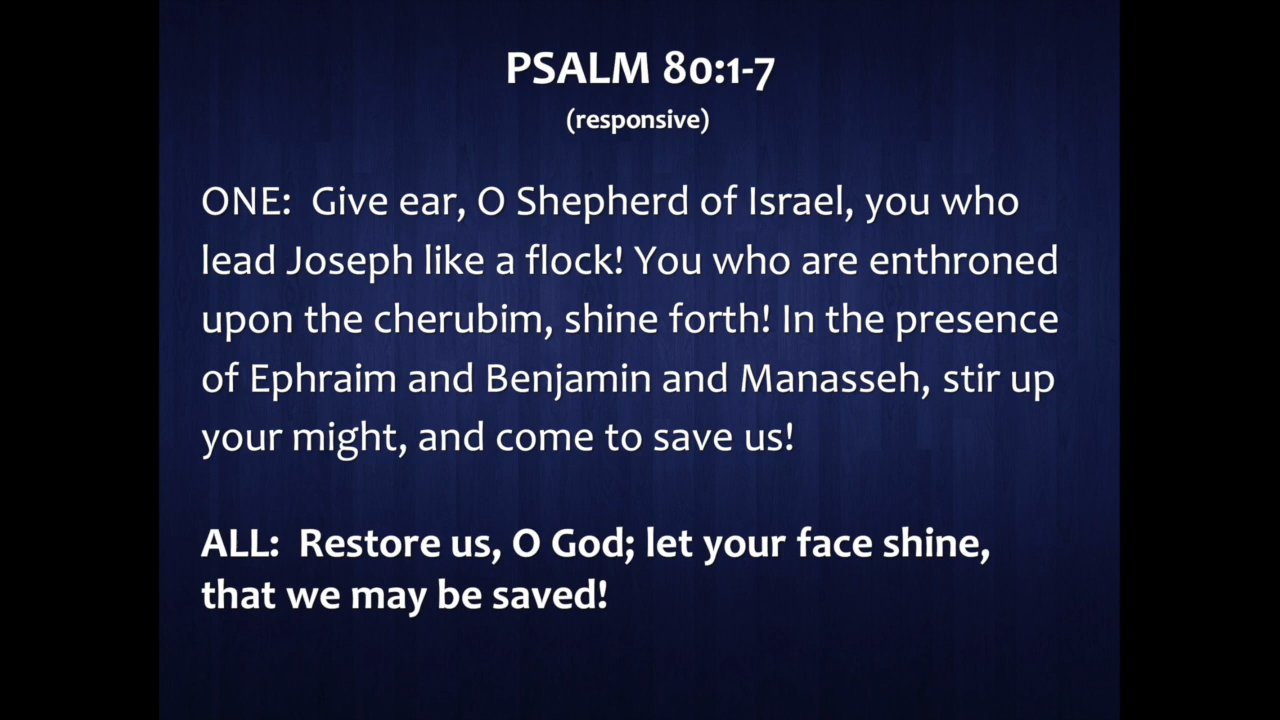 PSALM 80:1-7
(responsive)
ONE: Give ear, O Shepherd of Israel, you who
lead Joseph like a flock! You who are enthroned
upon the cherubim, shine forth! In the presence
of Ephraim and Benjamin and Manasseh, stir up
your might, and come to save us!
ALL: Restore us, O God; let your face shine,
that we may be saved!